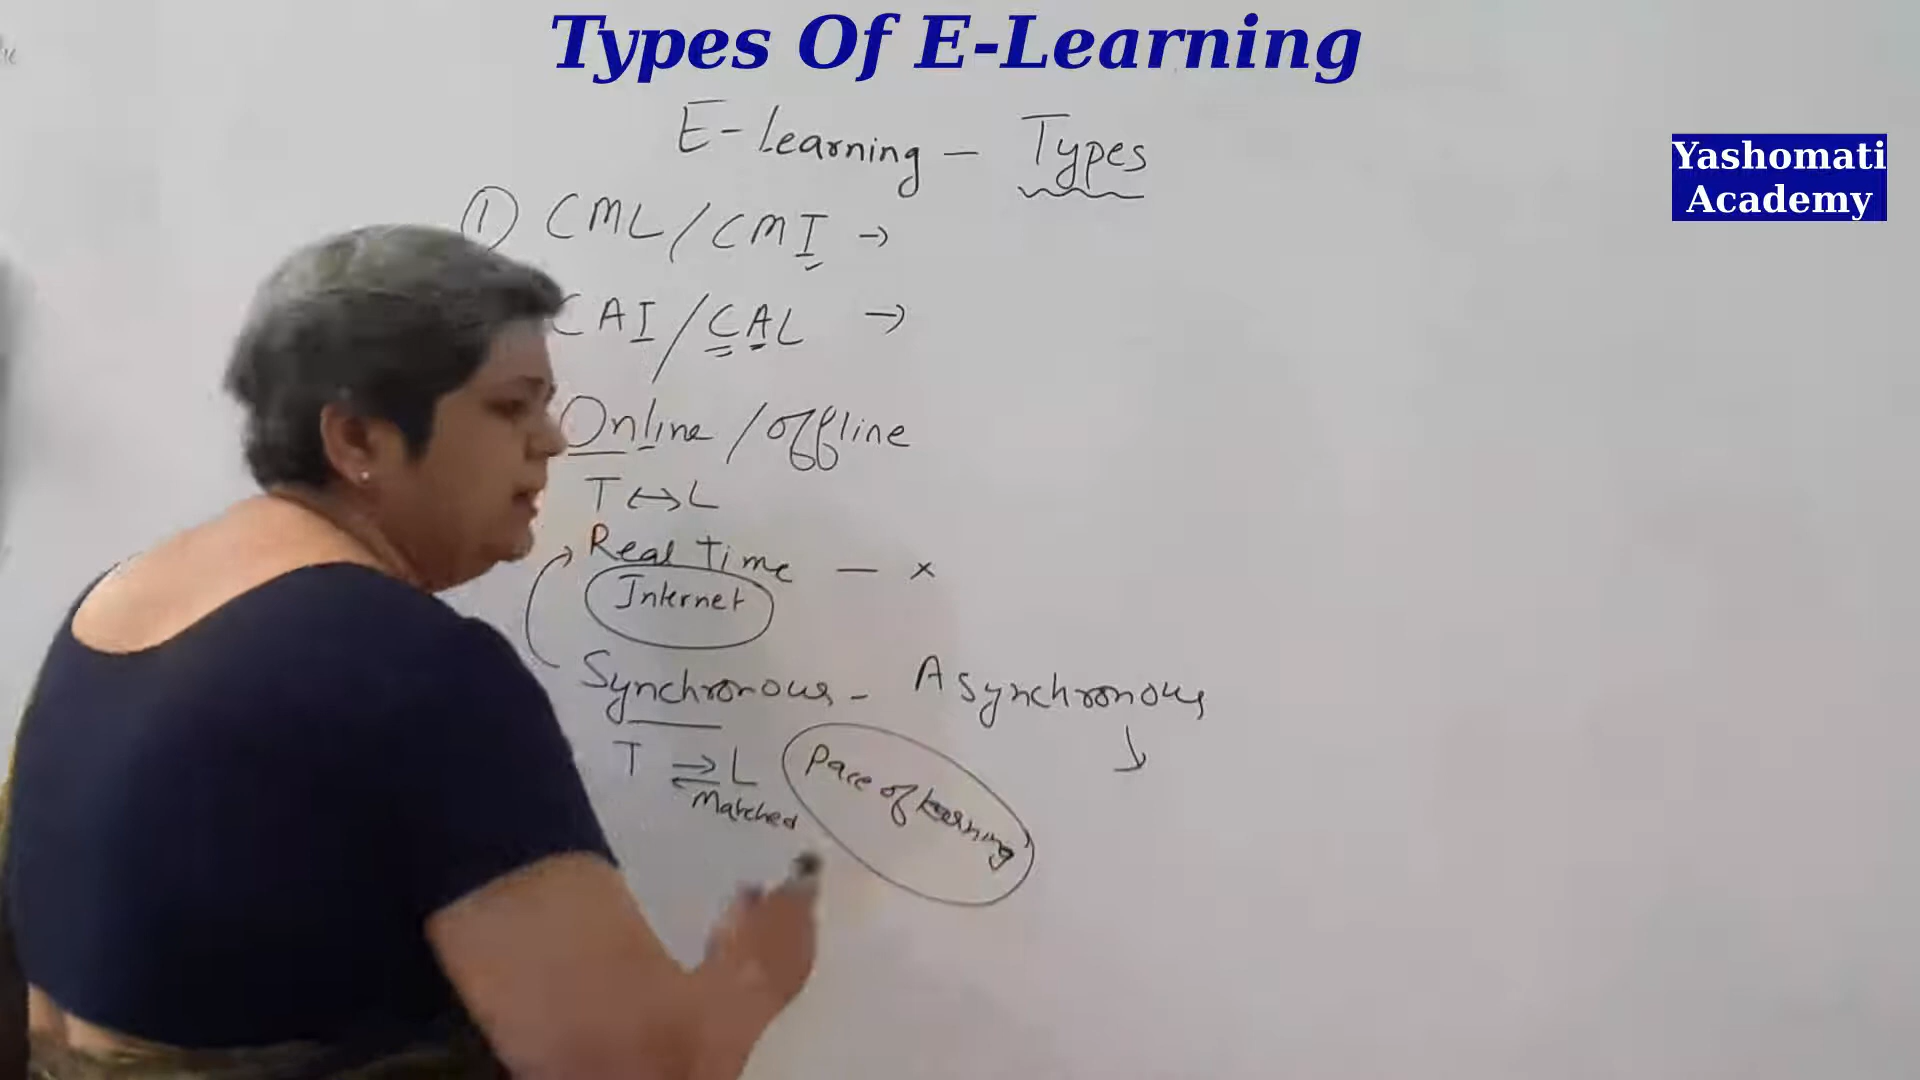 Types Of E-Learning
Yashomati
Academy
E-learning - Types
① CML/CMI →
CAI/CAL →
Online/offline
T ↔ L
Real Time — ×
Internet
Synchronous - Asynchronous
T ⇄ L
Matched
Pace of Learning